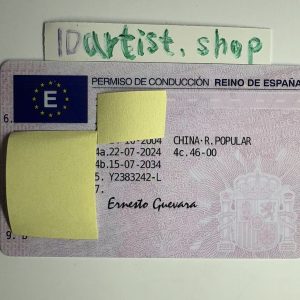 IDartist.shop
E
PERMISO DE CONDUCCIÓN REINO DE ESPAÑA
6.
-10-2004 CHINA·R.POPULAR
4a.22-07-2024 4c.46-00
4b.15-07-2034
5. Y2383242-L
7.
Ernesto Guevara
9. B